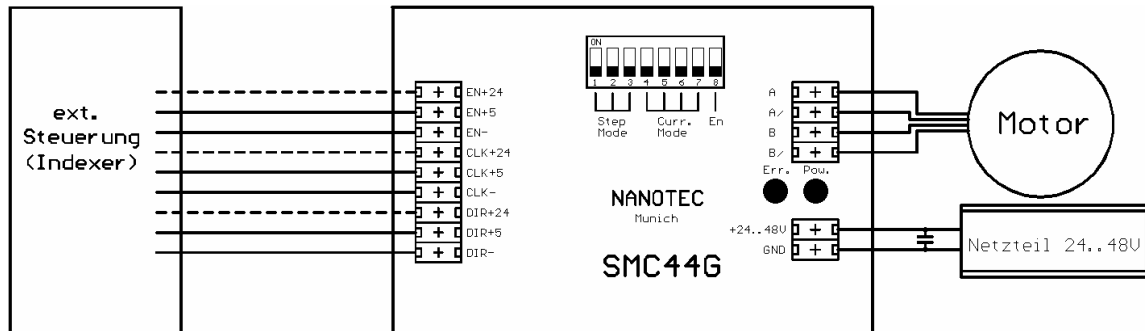 ext.
Steuerung
(Indexer)
EN+24
EN+5
EN-
CLK+24
CLK+5
CLK-
DIR+24
DIR+5
DIR-
ON
1 2 3 4 5 6 7 8
Step Mode
Curr. Mode
En
NANOTEC
Munich
SMC44G
A
A/
B
B/
Err. Pow.
+24..48V
GND
Motor
Netzteil 24..48V